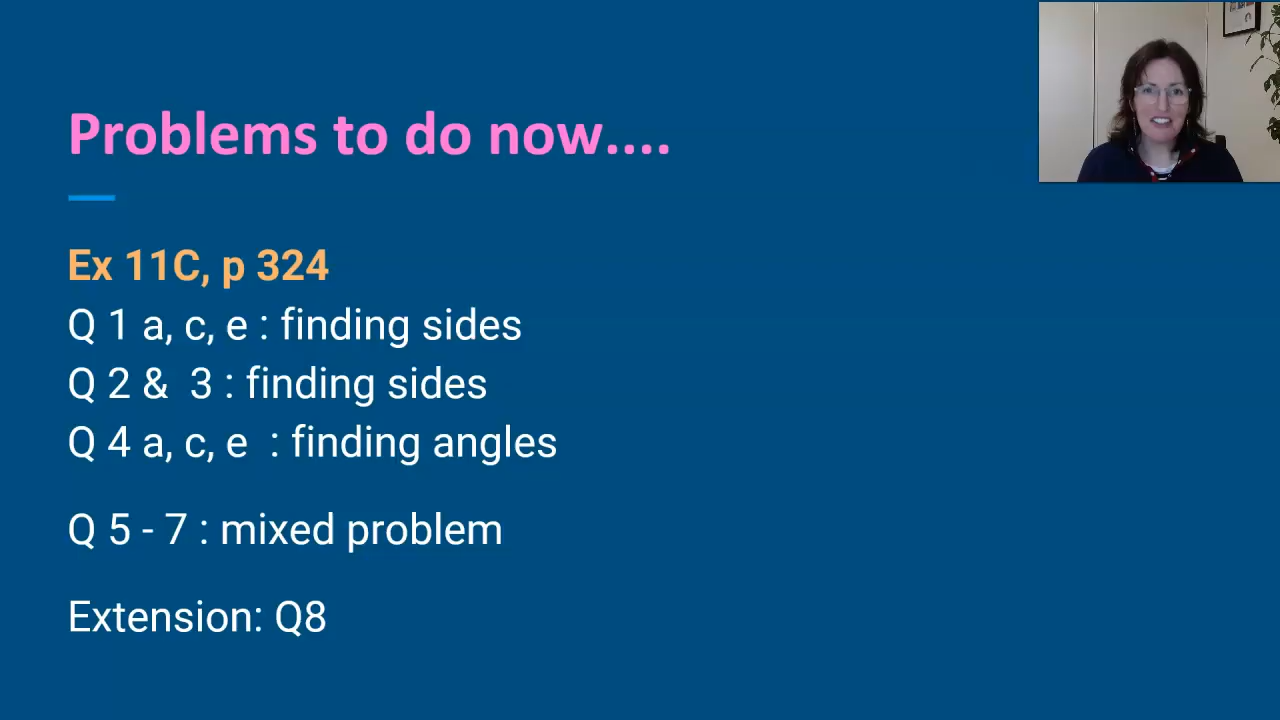 Problems to do now....
Ex 11C, p 324
Q 1 a, c, e : finding sides
Q 2 & 3 : finding sides
Q 4 a, c, e : finding angles
Q 5 - 7 : mixed problem
Extension: Q8